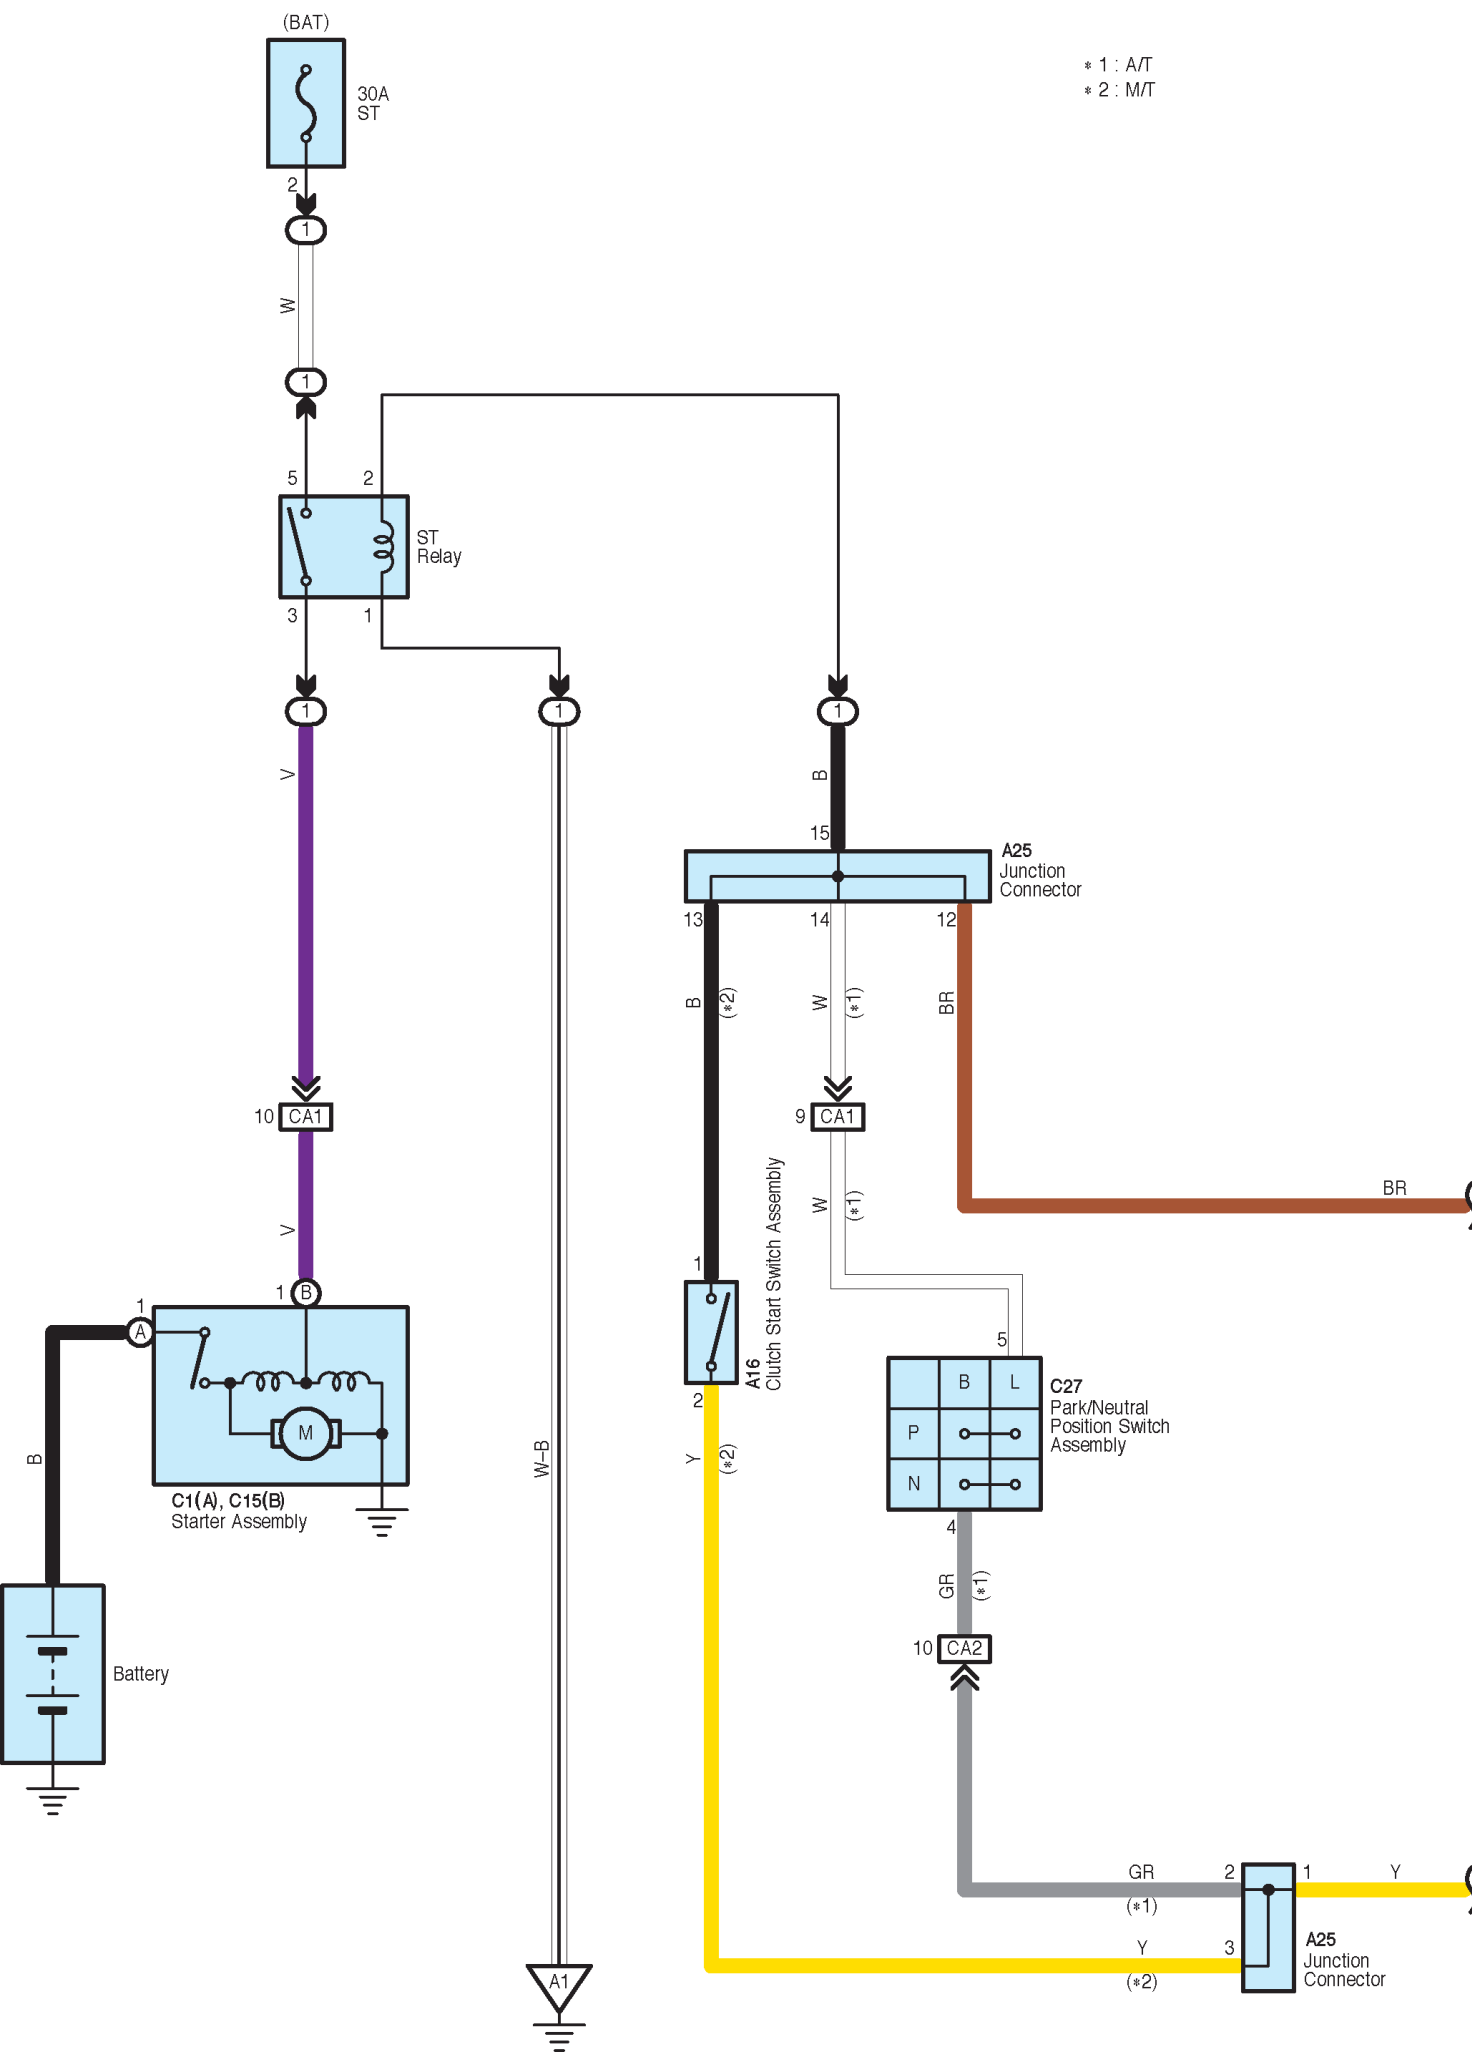 (BAT)
* 1 : A/T
* 2 : M/T
30A
ST
2
1
W
1
5
2
ST
Relay
3
1
1
1
1
V
B
15
A25
Junction
Connector
13
14
12
B
(*2)
W
(*1)
BR
10
CA1
9
CA1
V
W
(*1)
BR
Clutch Start Switch Assembly
A16
1
1
B
1
A
M
C1(A), C15(B)
Starter Assembly
B
2
Y
(*2)
W–B
5
B
L
P
N
C27
Park/Neutral
Position Switch
Assembly
4
GR
(*1)
10
CA2
Battery
GR
(*1)
2
1
Y
Y
(*2)
3
A25
Junction
Connector
A1